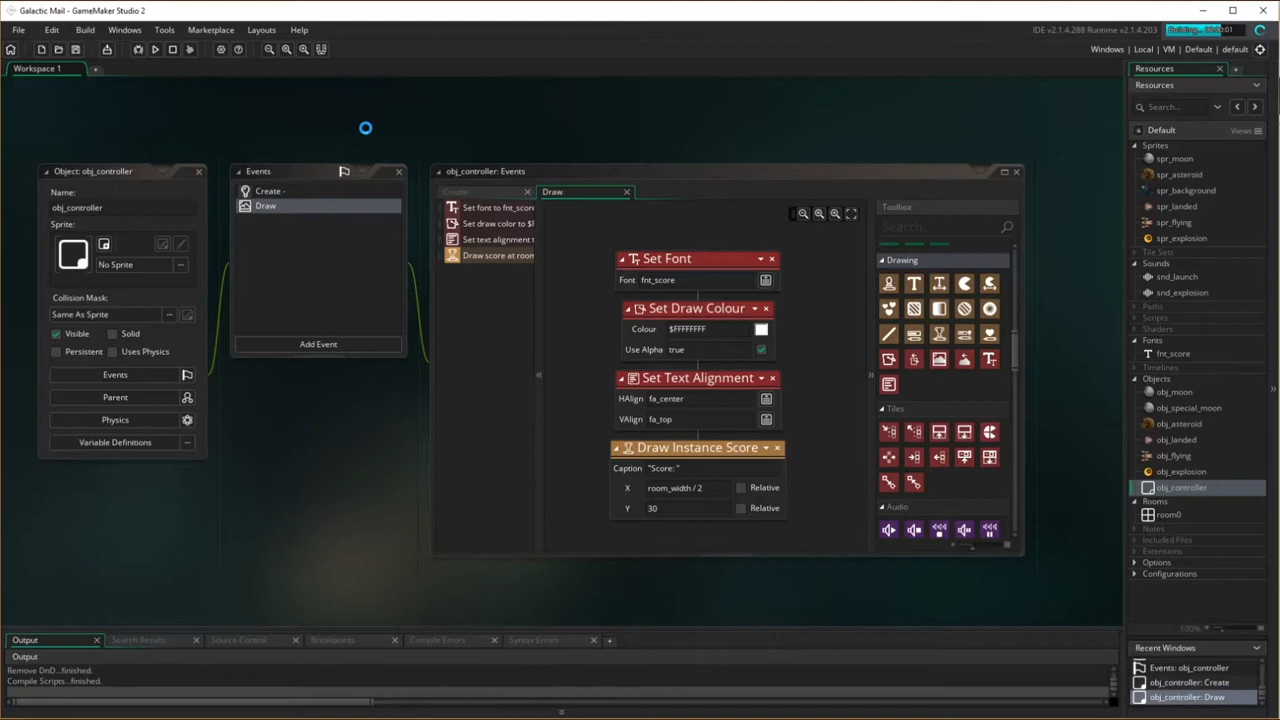 Galactic Mail - GameMaker Studio 2
File Edit Build Windows Tools Marketplace Layouts Help
IDE v2.1.4.288 Runtime v2.1.4.203
Windows | Local | VM | Default | default
Workspace 1
Object: obj_controller
Name:
obj_controller
Sprite:
No Sprite
Collision Mask:
Same As Sprite
Visible Solid
Persistent Uses Physics
Events
Parent
Physics
Variable Definitions
Events
Create -
Draw
Add Event
obj_controller: Events
Create
Set font to fnt_score
Set draw color to $F
Set text alignment t
Draw score at room
Draw
Set Font
Font fnt_score
Set Draw Colour
Colour $FFFFFFFF
Use Alpha true
Set Text Alignment
HAlign fa_center
VAlign fa_top
Draw Instance Score
Caption "Score: "
X room_width / 2 Relative
Y 30 Relative
Toolbox
Search...
Drawing
Tiles
Audio
Resources
Resources
Search...
Default Views
Sprites
spr_moon
spr_asteroid
spr_background
spr_landed
spr_flying
spr_explosion
Tile Sets
Sounds
snd_launch
snd_explosion
Paths
Scripts
Shaders
Fonts
fnt_score
Timelines
Objects
obj_moon
obj_special_moon
obj_asteroid
obj_landed
obj_flying
obj_explosion
obj_controller
Rooms
room0
Notes
Included Files
Extensions
Options
Configurations
100%
Recent Windows
Events: obj_controller
obj_controller: Create
obj_controller: Draw
Output Search Results Source Control Breakpoints Compile Errors Syntax Errors
Output
Remove DnD...finished.
Compile Scripts...finished.